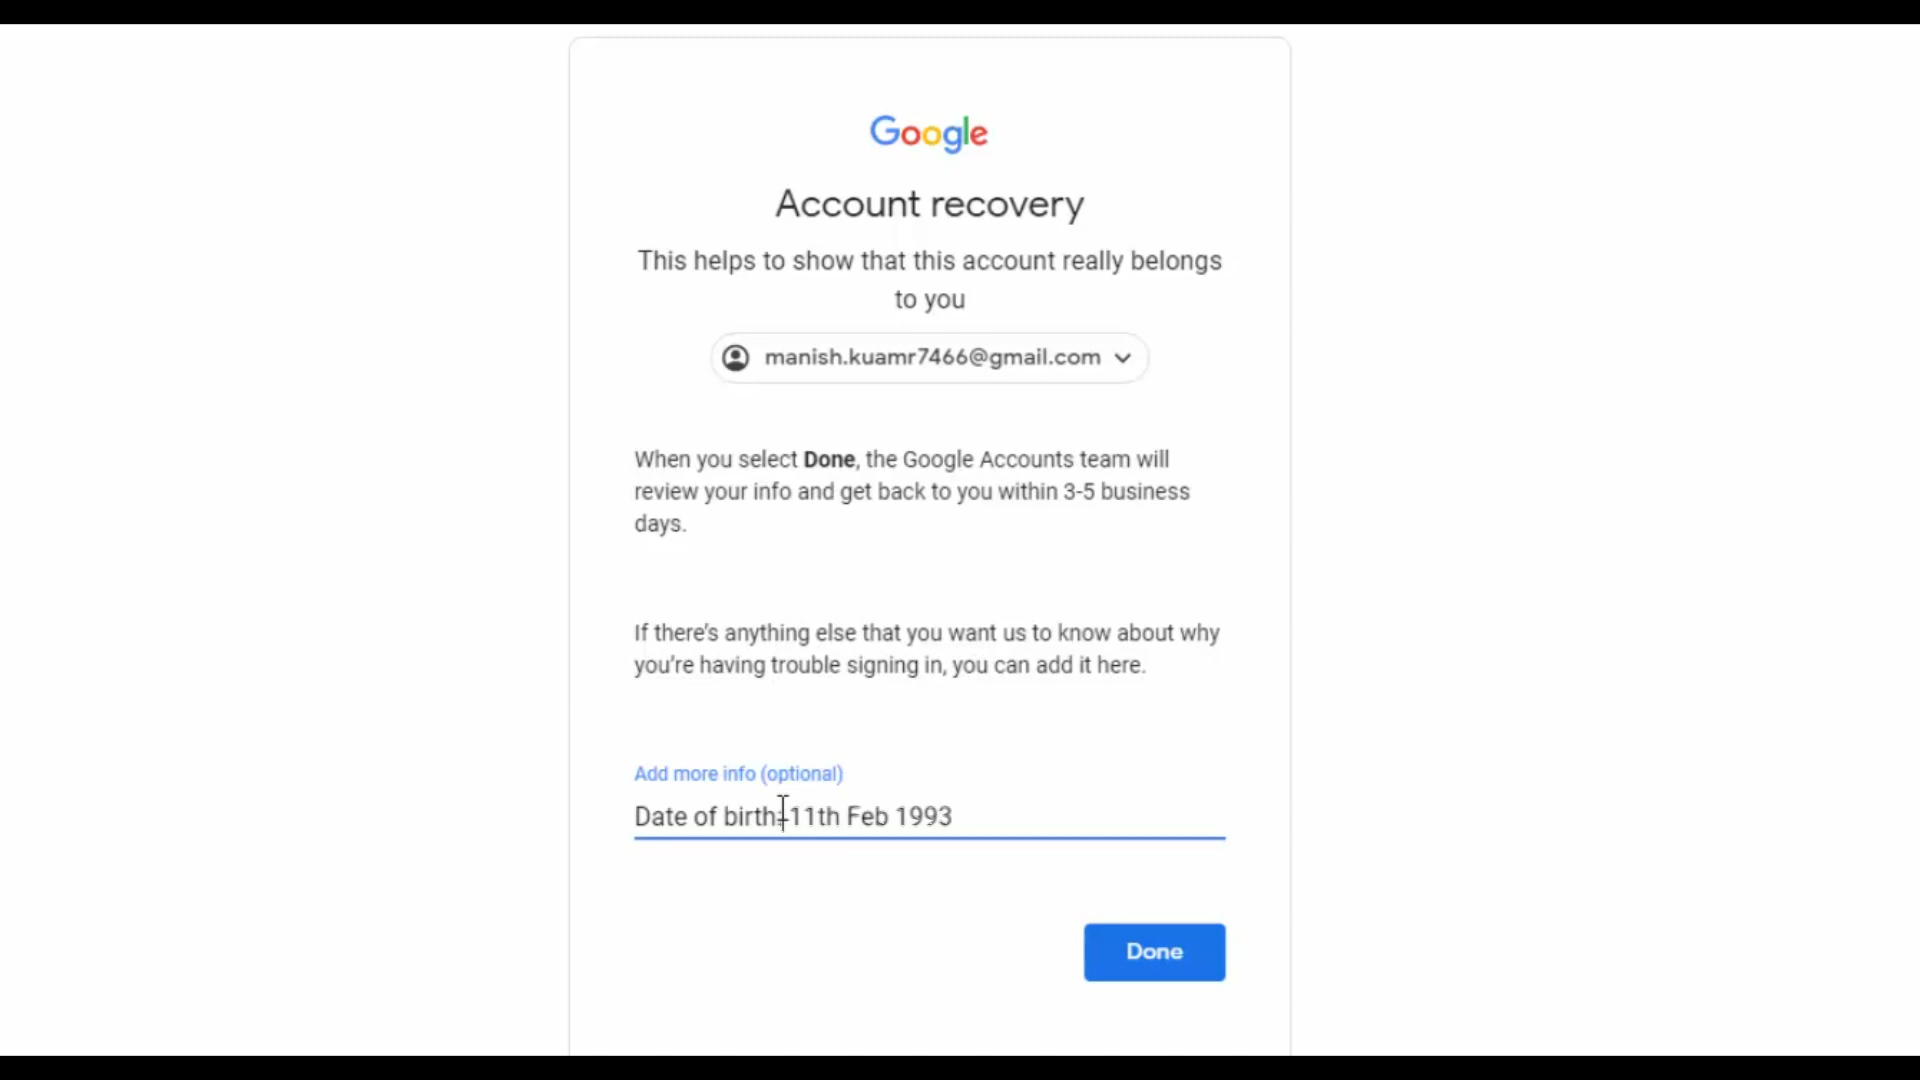 Google
Account recovery
This helps to show that this account really belongs
to you
manish.kuamr7466@gmail.com
When you select Done, the Google Accounts team will
review your info and get back to you within 3-5 business
days.
If there's anything else that you want us to know about why
you're having trouble signing in, you can add it here.
Add more info (optional)
Date of birth:-11th Feb 1993
Done